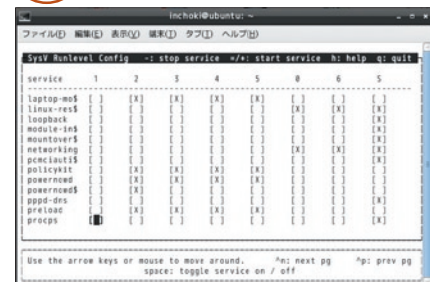 inchoki@ubuntu: ~
ファイル(F) 編集(E) 表示(V) 端末(T) タブ(T) ヘルプ(H)
SysV Runlevel Config -: stop service =/+: start service h: help q: quit
service 1 2 3 4 5 0 6 S
laptop-mo$ [ ] [X] [X] [X] [X] [ ] [ ] [ ]
linux-res$ [ ] [ ] [ ] [ ] [ ] [X] [X] [X]
loopback [ ] [ ] [ ] [ ] [ ] [ ] [ ] [X]
module-in$ [ ] [ ] [ ] [ ] [ ] [ ] [ ] [X]
mountover$ [ ] [ ] [ ] [ ] [ ] [ ] [ ] [X]
networking [ ] [ ] [ ] [ ] [ ] [X] [X] [X]
pcmciauti$ [ ] [ ] [ ] [ ] [ ] [ ] [ ] [X]
policykit [ ] [X] [X] [X] [X] [ ] [ ] [ ]
powernowd [ ] [X] [X] [X] [X] [ ] [ ] [ ]
powernowd$ [ ] [X] [ ] [ ] [ ] [ ] [ ] [ ]
pppd-dns [ ] [ ] [ ] [ ] [ ] [ ] [ ] [X]
preload [ ] [X] [X] [X] [X] [ ] [ ] [ ]
procps [ ] [ ] [ ] [ ] [ ] [ ] [ ] [X]
Use the arrow keys or mouse to move around. ^n: next pg ^p: prev pg
space: toggle service on / off